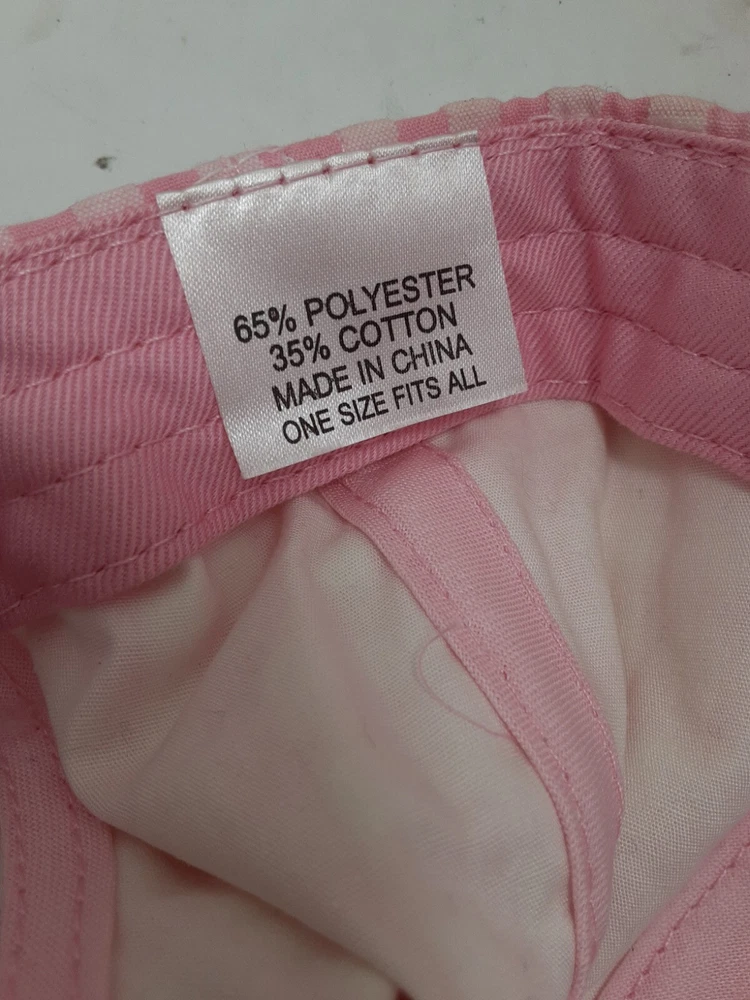 65% POLYESTER
35% COTTON
MADE IN CHINA
ONE SIZE FITS ALL